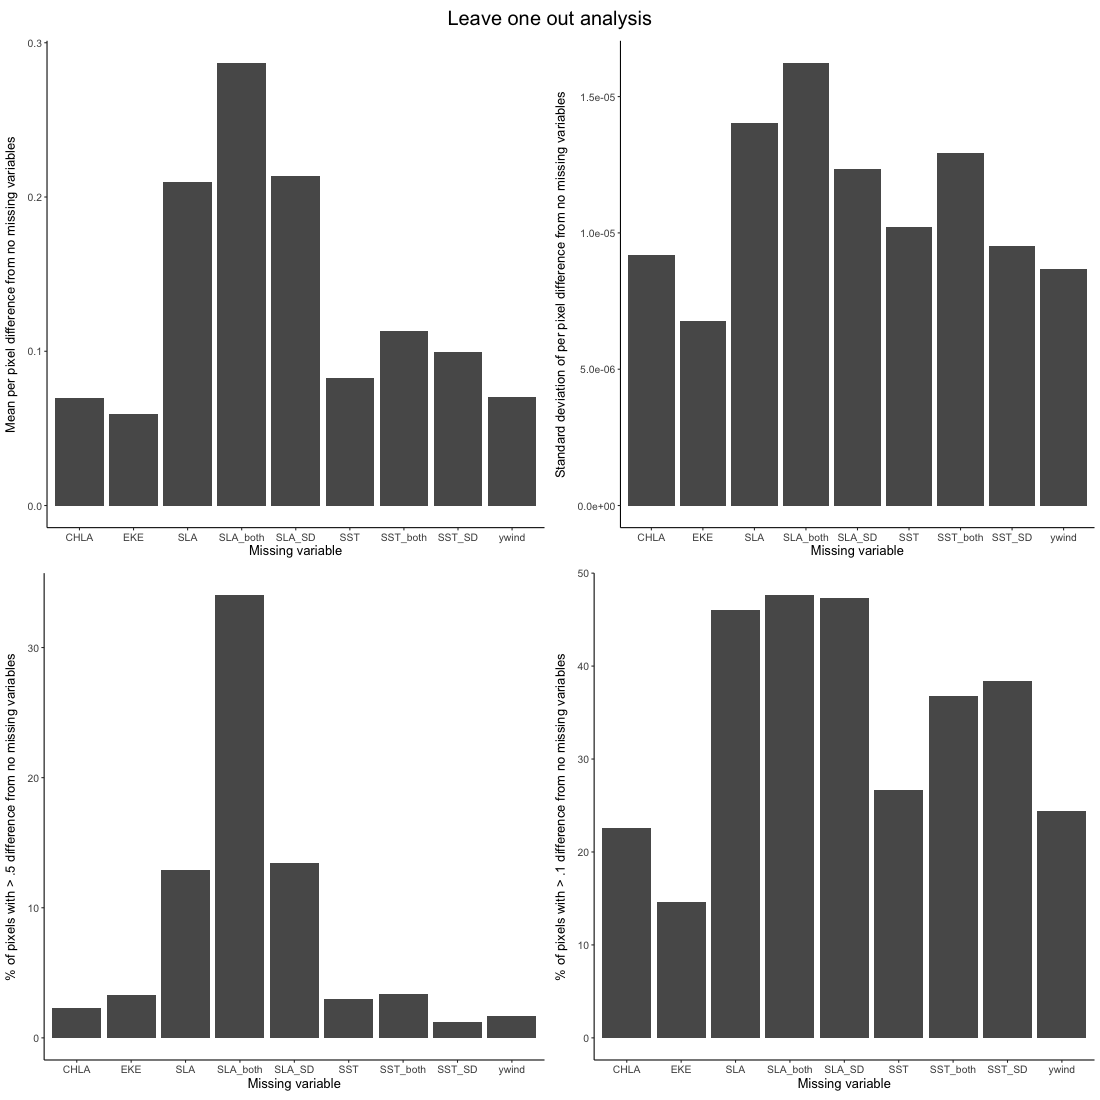 Leave one out analysis
Mean per pixel difference from no missing variables
0.3
0.2
0.1
0.0
CHLA EKE SLA SLA_both SLA_SD SST SST_both SST_SD ywind
Missing variable
Standard deviation of per pixel difference from no missing variables
1.5e-05
1.0e-05
5.0e-06
0.0e+00
CHLA EKE SLA SLA_both SLA_SD SST SST_both SST_SD ywind
Missing variable
% of pixels with > .5 difference from no missing variables
30
20
10
0
CHLA EKE SLA SLA_both SLA_SD SST SST_both SST_SD ywind
Missing variable
% of pixels with > .1 difference from no missing variables
50
40
30
20
10
0
CHLA EKE SLA SLA_both SLA_SD SST SST_both SST_SD ywind
Missing variable